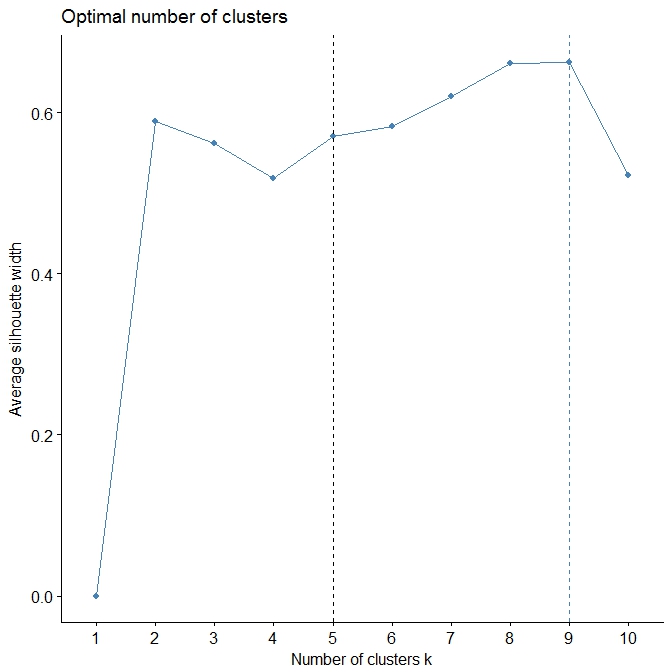 Optimal number of clusters
Average silhouette width
0.6
0.4
0.2
0.0
1 2 3 4 5 6 7 8 9 10
Number of clusters k